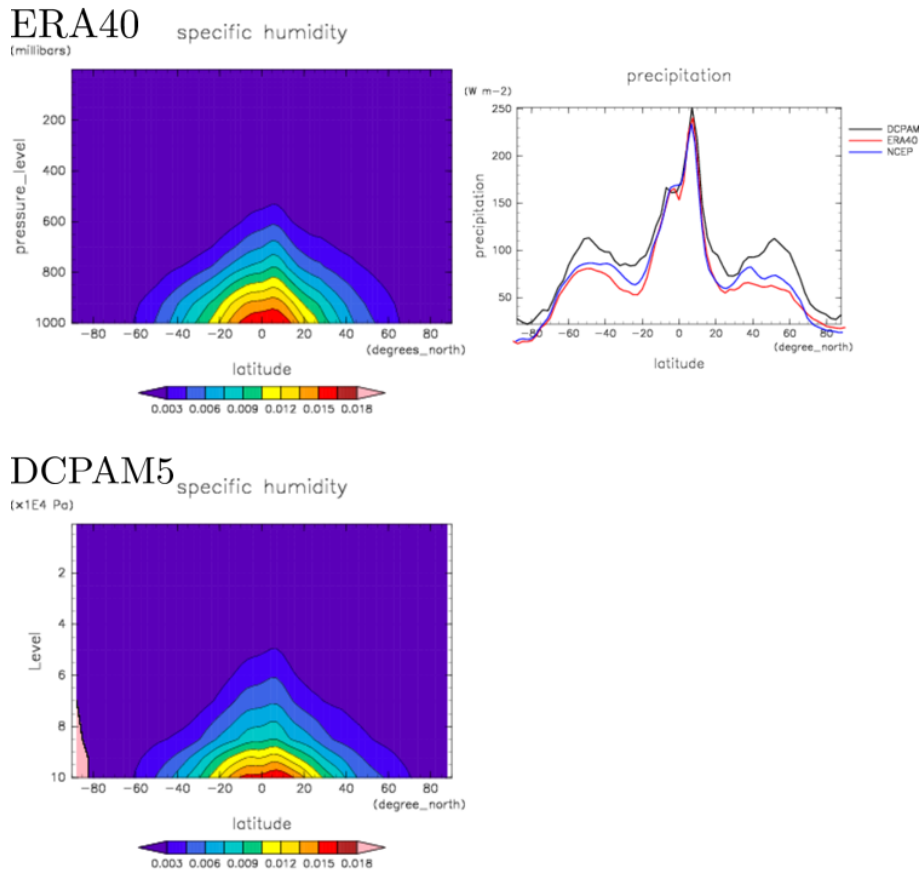 ERA40
specific humidity
(millibars)
200
400
600
800
1000
pressure_level
−80 −60 −40 −20 0 20 40 60 80
(degrees_north)
latitude
0.003 0.006 0.009 0.012 0.015 0.018
precipitation
(W m−2)
250
200
150
100
50
precipitation
−80 −60 −40 −20 0 20 40 60 80
(degree_north)
latitude
DCPAM
ERA40
NCEP
DCPAM5
specific humidity
(×1E4 Pa)
2
4
6
8
10
Level
−80 −60 −40 −20 0 20 40 60 80
(degree_north)
latitude
0.003 0.006 0.009 0.012 0.015 0.018